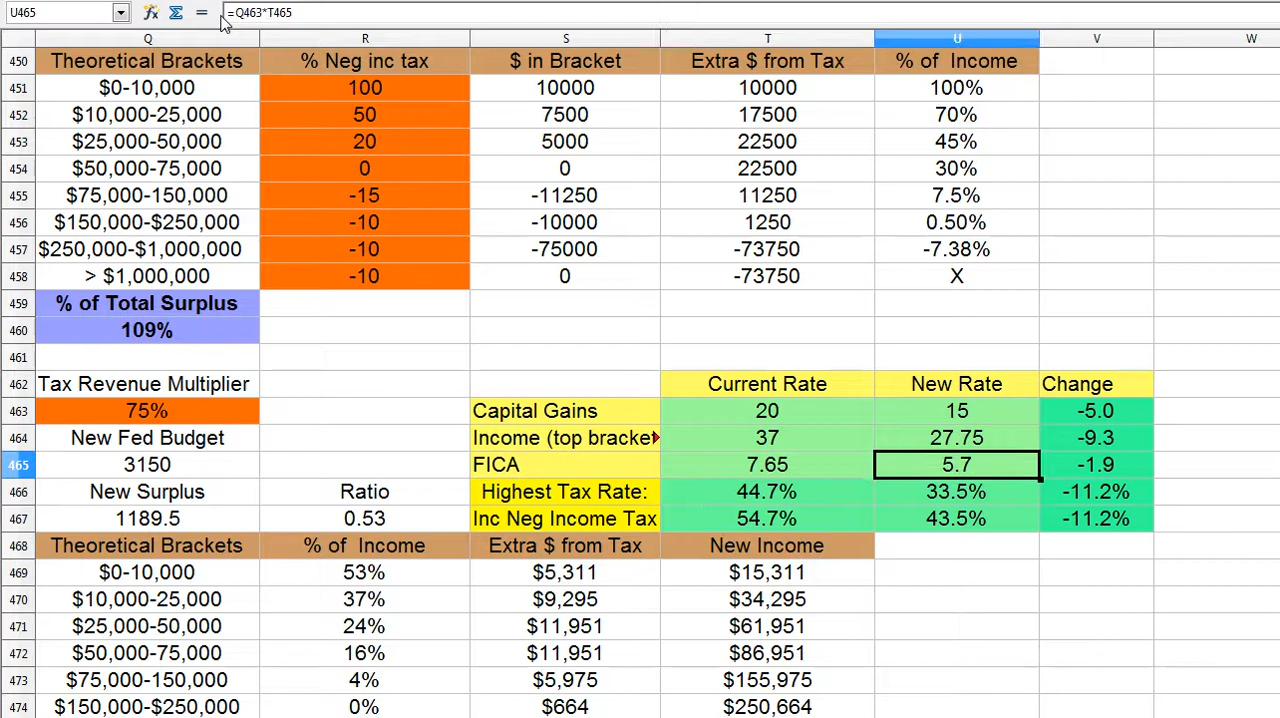 U465 =Q463*T465
Q R S T U V W
450 Theoretical Brackets % Neg inc tax $ in Bracket Extra $ from Tax % of Income
451 $0-10,000 100 10000 10000 100%
452 $10,000-25,000 50 7500 17500 70%
453 $25,000-50,000 20 5000 22500 45%
454 $50,000-75,000 0 0 22500 30%
455 $75,000-150,000 -15 -11250 11250 7.5%
456 $150,000-$250,000 -10 -10000 1250 0.50%
457 $250,000-$1,000,000 -10 -75000 -73750 -7.38%
458 > $1,000,000 -10 0 -73750 X
459 % of Total Surplus
460 109%
461
462 Tax Revenue Multiplier Current Rate New Rate Change
463 75% Capital Gains 20 15 -5.0
464 New Fed Budget Income (top bracke 37 27.75 -9.3
465 3150 FICA 7.65 5.7 -1.9
466 New Surplus Ratio Highest Tax Rate: 44.7% 33.5% -11.2%
467 1189.5 0.53 Inc Neg Income Tax 54.7% 43.5% -11.2%
468 Theoretical Brackets % of Income Extra $ from Tax New Income
469 $0-10,000 53% $5,311 $15,311
470 $10,000-25,000 37% $9,295 $34,295
471 $25,000-50,000 24% $11,951 $61,951
472 $50,000-75,000 16% $11,951 $86,951
473 $75,000-150,000 4% $5,975 $155,975
474 $150,000-$250,000 0% $664 $250,664